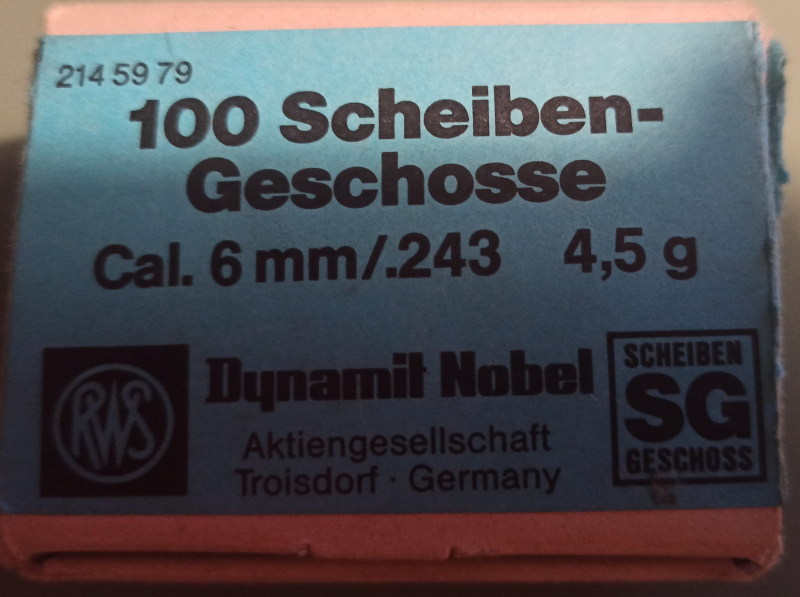 214 59 79
100 Scheiben-
Geschosse
Cal. 6 mm/.243 4,5 g
RWS
Dynamit Nobel
Aktiengesellschaft
Troisdorf · Germany
SCHEIBEN
SG
GESCHOSS